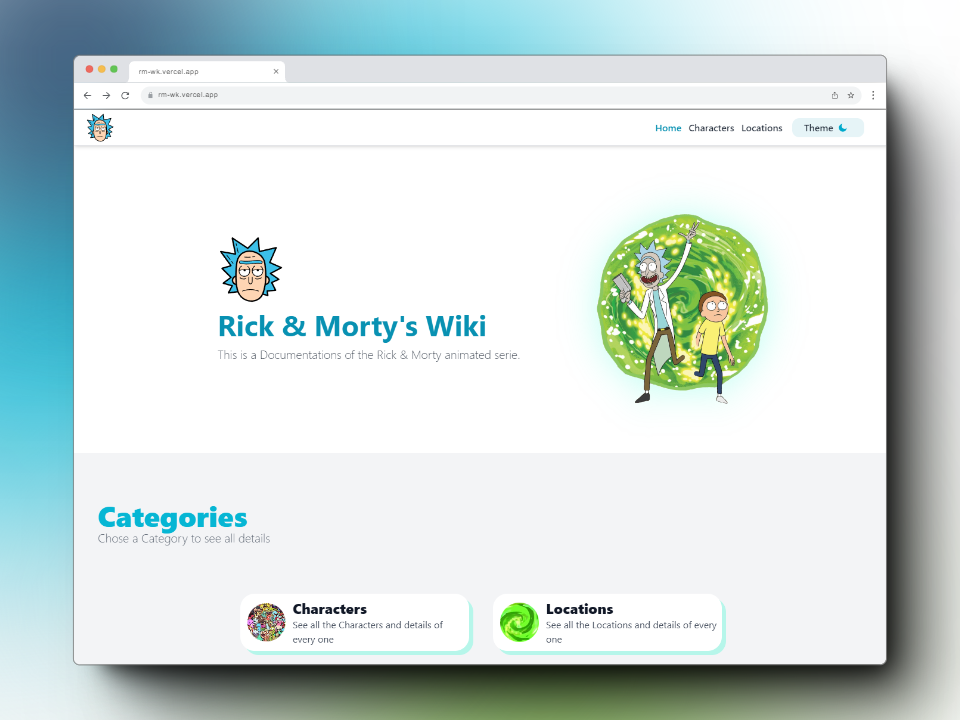 rm-wk.vercel.app
rm-wk.vercel.app
Home Characters Locations Theme
Rick & Morty's Wiki
This is a Documentations of the Rick & Morty animated serie.
Categories
Chose a Category to see all details
Characters
See all the Characters and details of
every one
Locations
See all the Locations and details of every
one